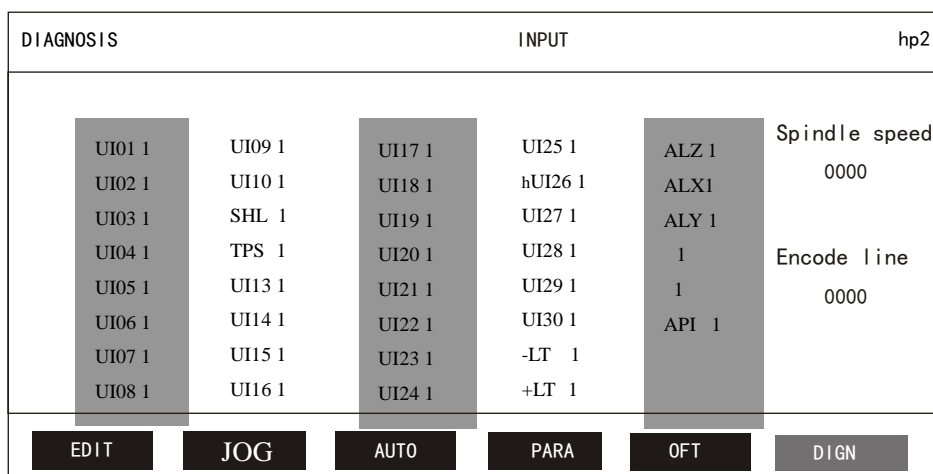 DIAGNOSIS INPUT hp2
UI01 1 UI09 1 UI17 1 UI25 1 ALZ 1 Spindle speed
UI02 1 UI10 1 UI18 1 hUI26 1 ALX1 0000
UI03 1 SHL 1 UI19 1 UI27 1 ALY 1
UI04 1 TPS 1 UI20 1 UI28 1 1 Encode line
UI05 1 UI13 1 UI21 1 UI29 1 1 0000
UI06 1 UI14 1 UI22 1 UI30 1 API 1
UI07 1 UI15 1 UI23 1 -LT 1
UI08 1 UI16 1 UI24 1 +LT 1
EDIT JOG AUTO PARA OFT DIGN